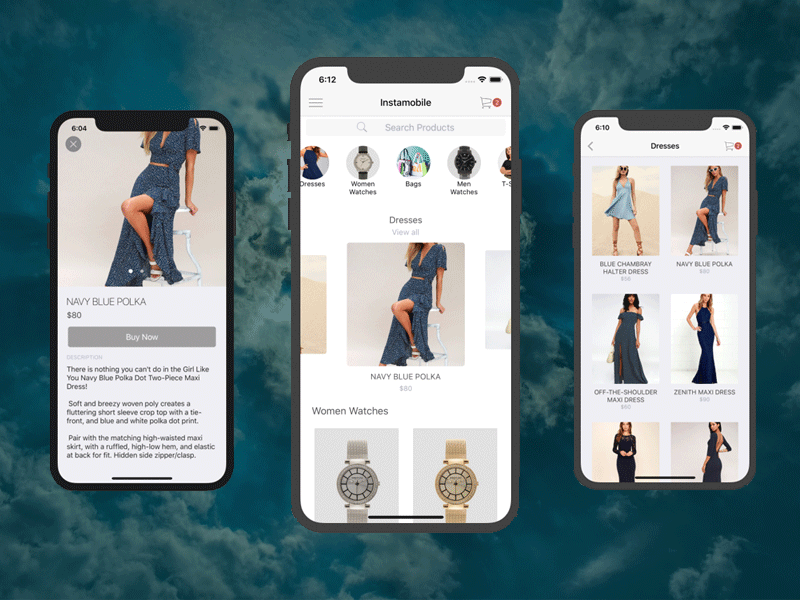 6:04
NAVY BLUE POLKA
$80
Buy Now
DESCRIPTION
There is nothing you can't do in the Girl Like
You Navy Blue Polka Dot Two-Piece Maxi
Dress!
Soft and breezy woven poly creates a
fluttering short sleeve crop top with a tie-
front, and blue and white polka dot print.
Pair with the matching high-waisted maxi
skirt, with a ruffled, high-low hem, and elastic
at back for fit. Hidden side zipper/clasp.
6:12
Instamobile
2
Search Products
Dresses
Women
Watches
Bags
Men
Watches
T-S
Dresses
View all
NAVY BLUE POLKA
$80
Women Watches
6:10
Dresses
2
BLUE CHAMBRAY
HALTER DRESS
NAVY BLUE POLKA
$80
OFF-THE-SHOULDER
MAXI DRESS
$60
ZENITH MAXI DRESS
$90